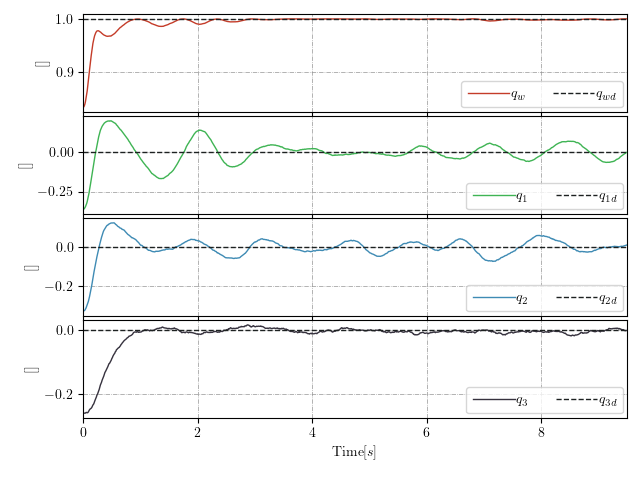 1.0
0.9
[]
q_w q_{wd}
0.00
−0.25
[]
q_1 q_{1d}
0.0
−0.2
[]
q_2 q_{2d}
0.0
−0.2
[]
q_3 q_{3d}
0 2 4 6 8
Time[s]